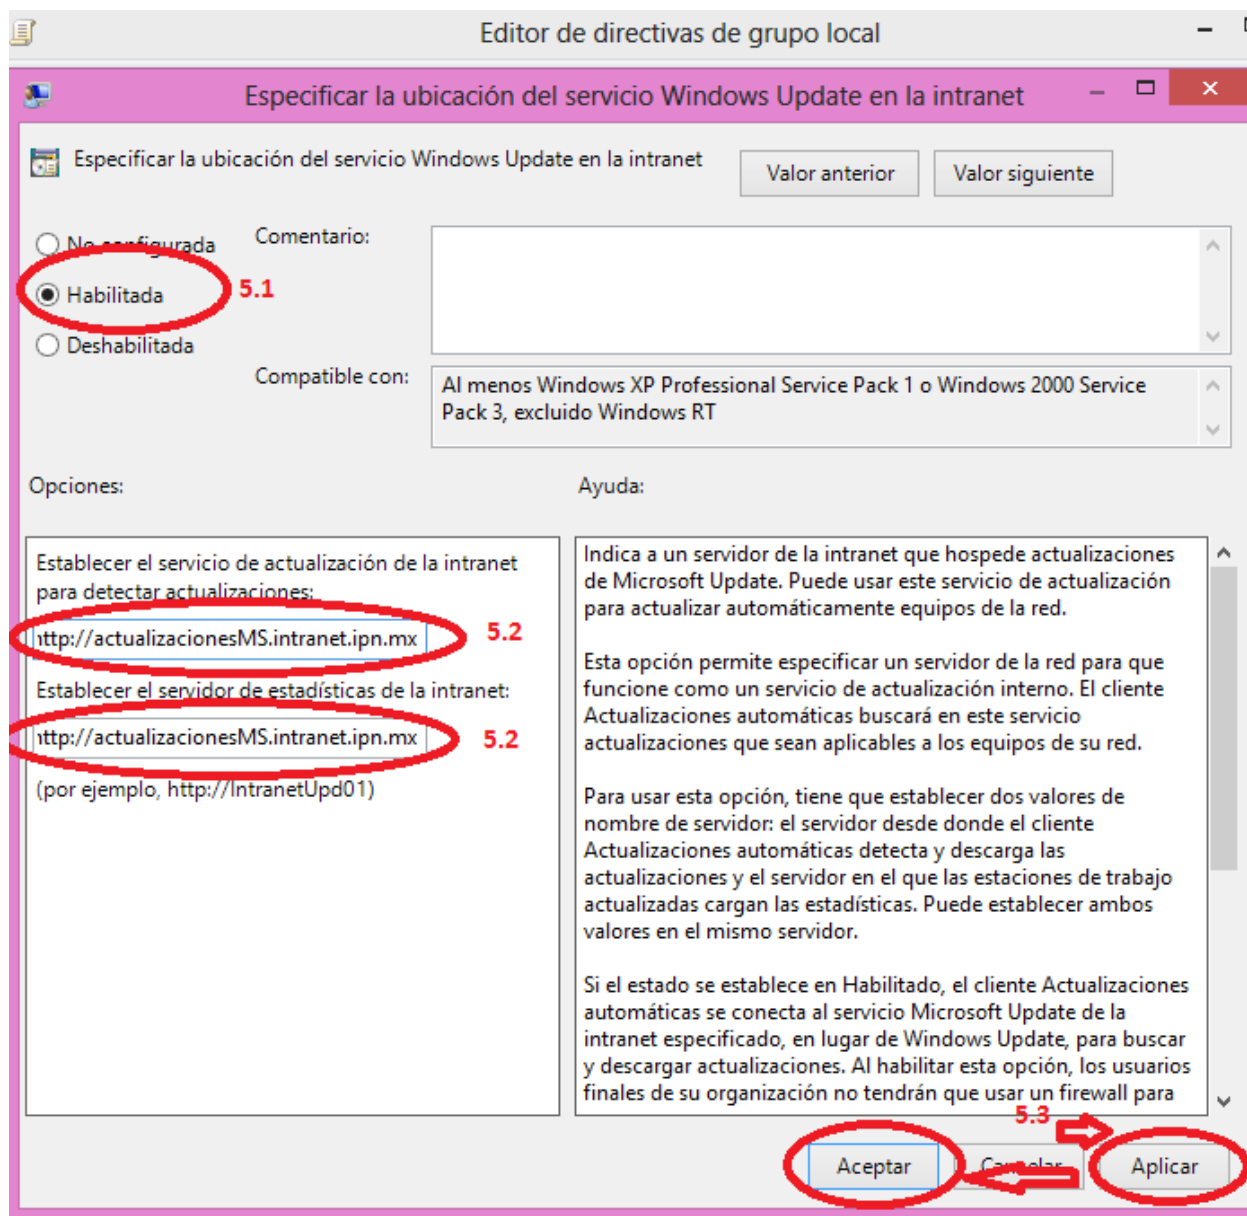 Editor de directivas de grupo local
Especificar la ubicación del servicio Windows Update en la intranet
Especificar la ubicación del servicio Windows Update en la intranet
Valor anterior
Valor siguiente
No configurada
Comentario:
Habilitada
5.1
Deshabilitada
Compatible con:
Al menos Windows XP Professional Service Pack 1 o Windows 2000 Service
Pack 3, excluido Windows RT
Opciones:
Ayuda:
Establecer el servicio de actualización de la intranet
para detectar actualizaciones:
http://actualizacionesMS.intranet.ipn.mx
5.2
Establecer el servidor de estadísticas de la intranet:
http://actualizacionesMS.intranet.ipn.mx
5.2
(por ejemplo, http://IntranetUpd01)
Indica a un servidor de la intranet que hospede actualizaciones
de Microsoft Update. Puede usar este servicio de actualización
para actualizar automáticamente equipos de la red.
Esta opción permite especificar un servidor de la red para que
funcione como un servicio de actualización interno. El cliente
Actualizaciones automáticas buscará en este servicio
actualizaciones que sean aplicables a los equipos de su red.
Para usar esta opción, tiene que establecer dos valores de
nombre de servidor: el servidor desde donde el cliente
Actualizaciones automáticas detecta y descarga las
actualizaciones y el servidor en el que las estaciones de trabajo
actualizadas cargan las estadísticas. Puede establecer ambos
valores en el mismo servidor.
Si el estado se establece en Habilitado, el cliente Actualizaciones
automáticas se conecta al servicio Microsoft Update de la
intranet especificado, en lugar de Windows Update, para buscar
y descargar actualizaciones. Al habilitar esta opción, los usuarios
finales de su organización no tendrán que usar un firewall para
5.3
Aceptar
Cancelar
Aplicar